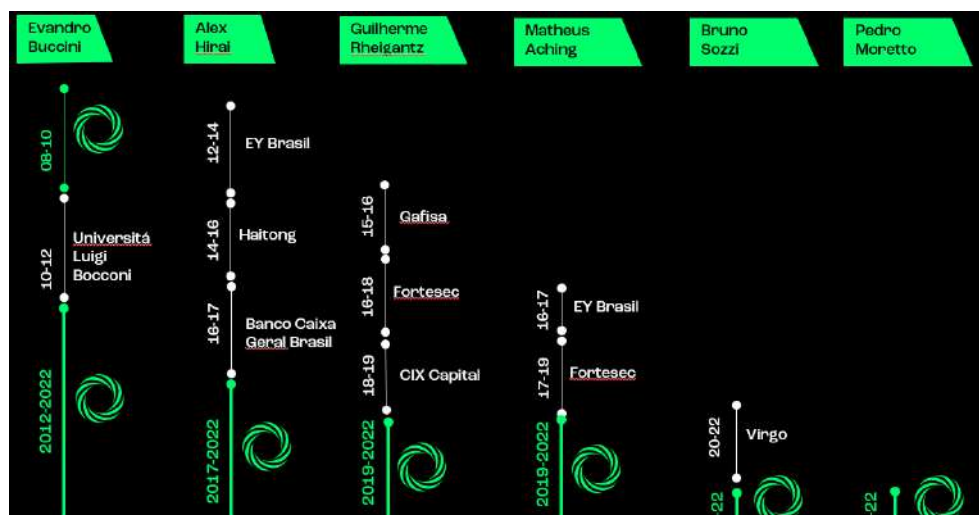 Evandro
Buccini
Alex
Hirai
Guilherme
Rheigantz
Matheus
Aching
Bruno
Sozzi
Pedro
Moretto
08-10
10-12
Universitá
Luigi
Bocconi
2012-2022
12-14
EY Brasil
14-16
Haitong
16-17
Banco Caixa
Geral Brasil
2017-2022
15-16
Gafisa
16-18
Fortesec
18-19
CIX Capital
2019-2022
16-17
EY Brasil
17-19
Fortesec
2019-2022
20-22
Virgo
-22
22